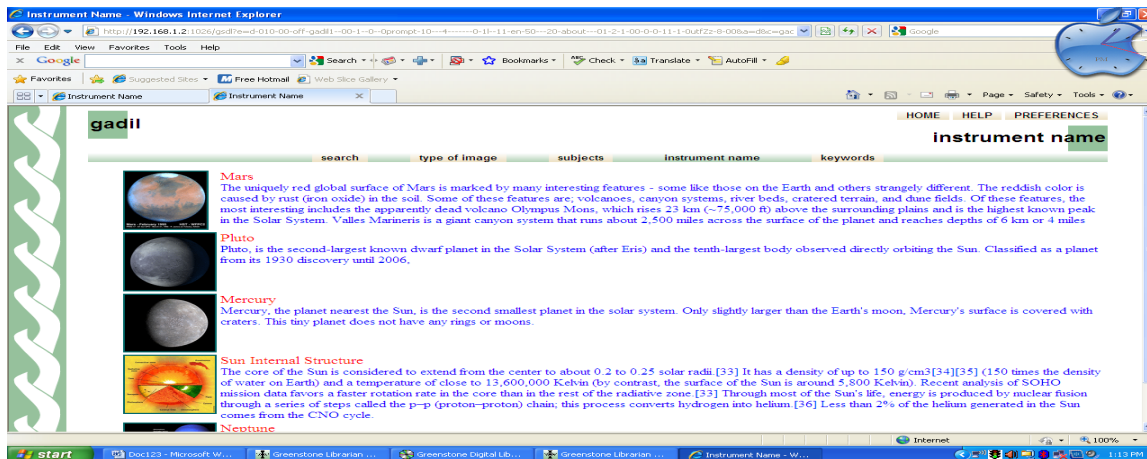 Instrument Name - Windows Internet Explorer
http://192.168.1.2:1026/gsdl?e=d-010-00-off-gadil1--00-1--0--0prompt-10---4-------0-1l--11-en-50---20-about---01-2-1-00-0-0-11-1-0utfZz-8-00&a=d&c=gac
Google
File Edit View Favorites Tools Help
Google Search Bookmarks Check Translate AutoFill
Favorites Suggested Sites Free Hotmail Web Slice Gallery
Instrument Name Instrument Name Page Safety Tools
HOME HELP PREFERENCES
gadil
instrument name
search type of image subjects instrument name keywords
Mars
The uniquely red global surface of Mars is marked by many interesting features - some like those on the Earth and others strangely different. The reddish color is
caused by rust (iron oxide) in the soil. Some of these features are; volcanoes, canyon systems, river beds, cratered terrain, and dune fields. Of these features, the
most interesting includes the apparently dead volcano Olympus Mons, which rises 23 km (~75,000 ft) above the surrounding plains and is the highest known peak
in the Solar System. Valles Marineris is a giant canyon system that runs about 2,500 miles across the surface of the planet and reaches depths of 6 km or 4 miles
Pluto
Pluto, is the second-largest known dwarf planet in the Solar System (after Eris) and the tenth-largest body observed directly orbiting the Sun. Classified as a planet
from its 1930 discovery until 2006,
Mercury
Mercury, the planet nearest the Sun, is the second smallest planet in the solar system. Only slightly larger than the Earth's moon, Mercury's surface is covered with
craters. This tiny planet does not have any rings or moons.
Sun Internal Structure
The core of the Sun is considered to extend from the center to about 0.2 to 0.25 solar radii.[33] It has a density of up to 150 g/cm3[34][35] (150 times the density
of water on Earth) and a temperature of close to 13,600,000 Kelvin (by contrast, the surface of the Sun is around 5,800 Kelvin). Recent analysis of SOHO
mission data favors a faster rotation rate in the core than in the rest of the radiative zone.[33] Through most of the Sun's life, energy is produced by nuclear fusion
through a series of steps called the p–p (proton–proton) chain; this process converts hydrogen into helium.[36] Less than 2% of the helium generated in the Sun
comes from the CNO cycle.
Neptune
Internet 100%
start Doc123 - Microsoft W... Greenstone Librarian ... Greenstone Digital Lib... Greenstone Librarian ... Instrument Name - W... 1:13 PM